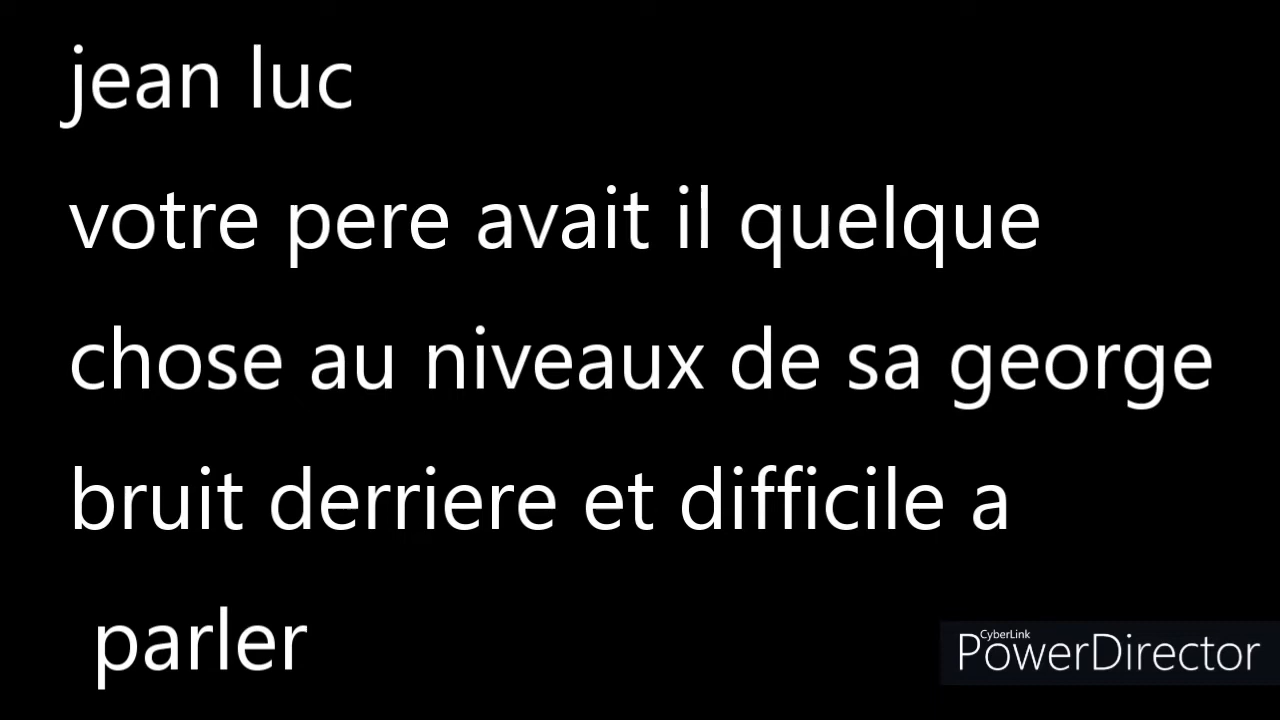 jean luc
votre pere avait il quelque
chose au niveaux de sa george
bruit derriere et difficile a
parler
CyberLink
PowerDirector